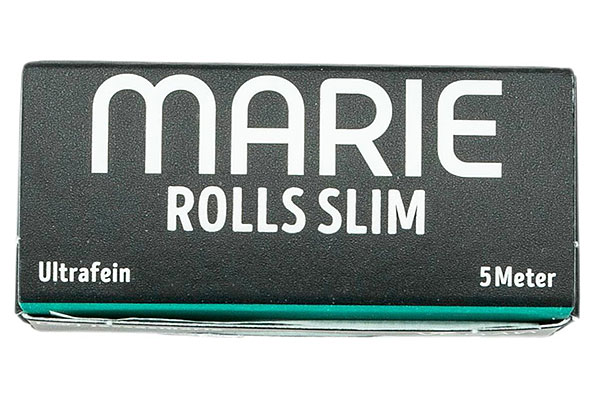 MARIE
ROLLS SLIM
Ultrafein 5 Meter